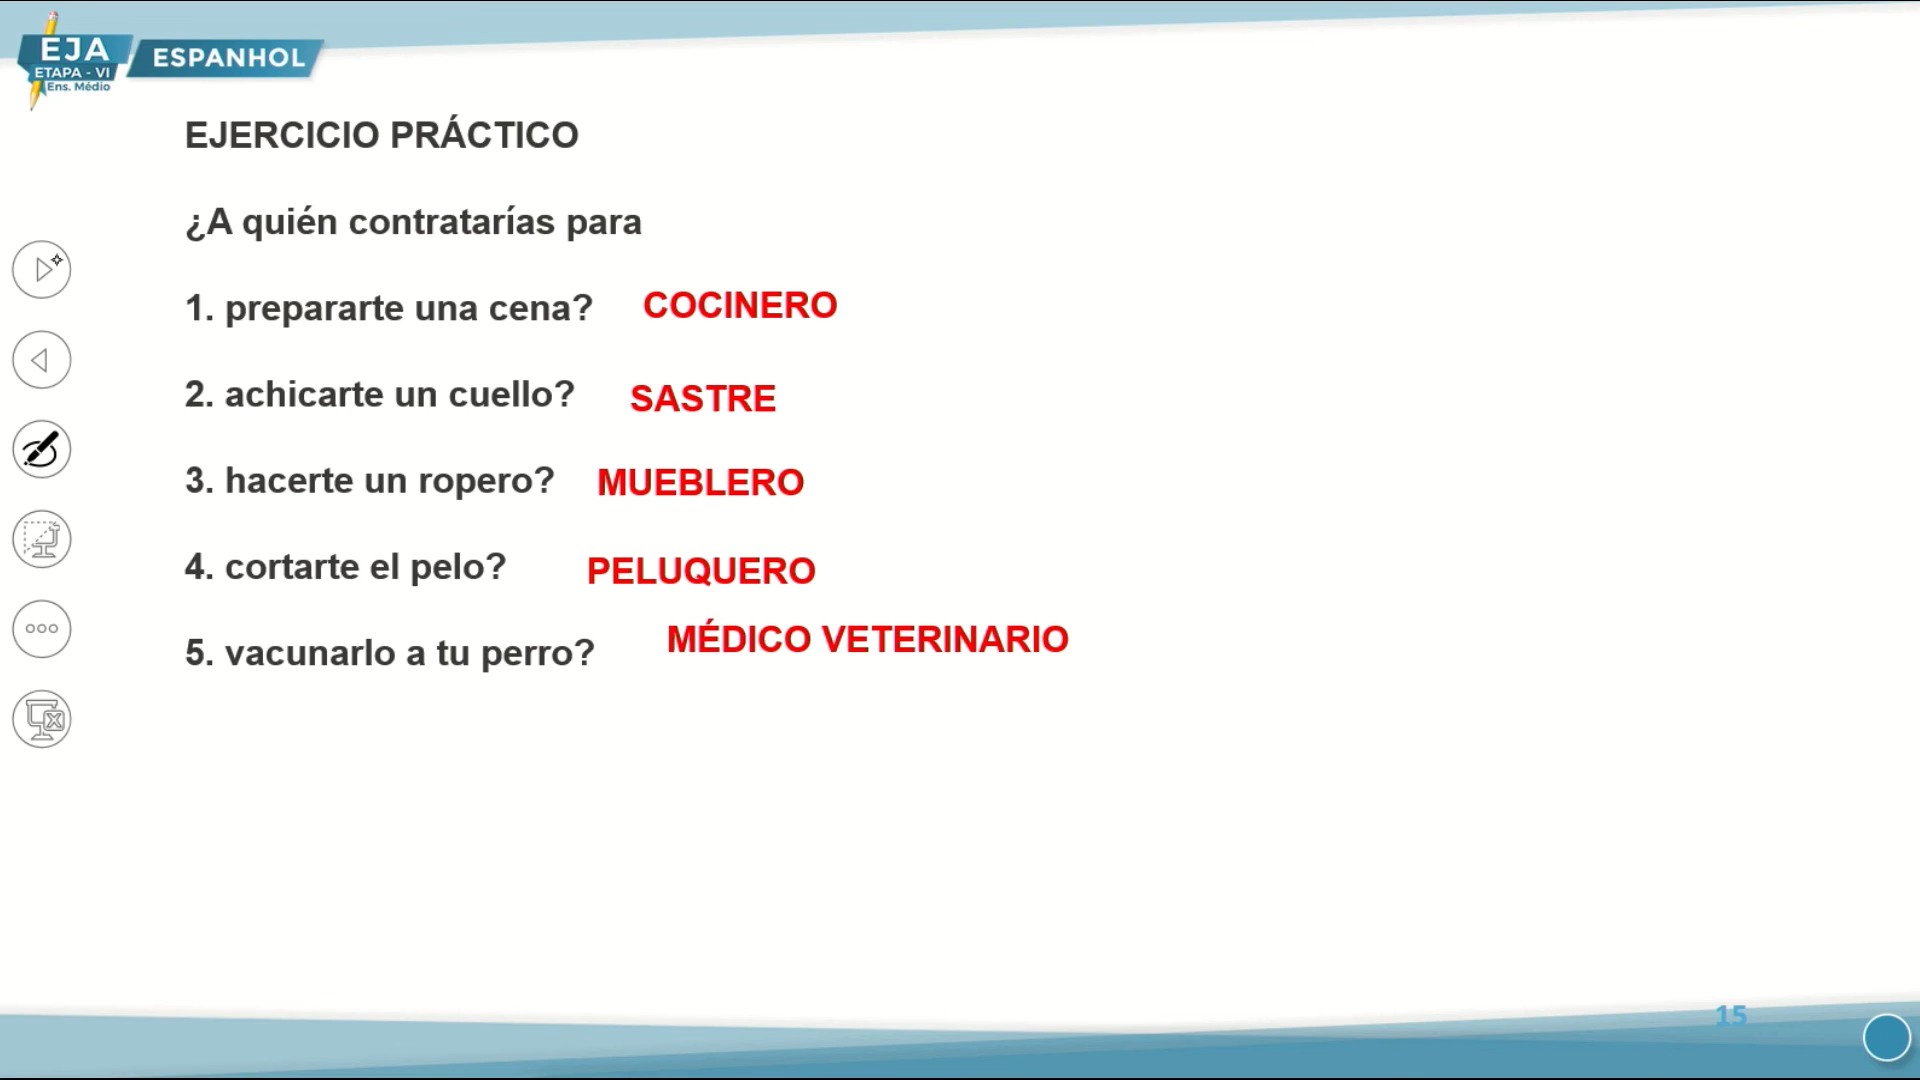 EJA
ETAPA - VI
Ens. Médio
ESPANHOL
EJERCICIO PRÁCTICO
¿A quién contratarías para
1. prepararte una cena? COCINERO
2. achicarte un cuello? SASTRE
3. hacerte un ropero? MUEBLERO
4. cortarte el pelo? PELUQUERO
5. vacunarlo a tu perro? MÉDICO VETERINARIO
15